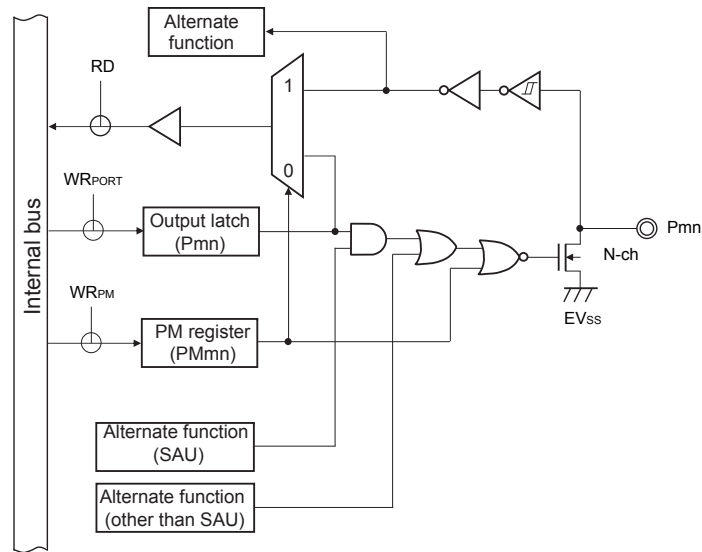 Alternate
function
RD
1
0
WRPORT
Output latch
(Pmn)
Pmn
N-ch
EVSS
Internal bus
WRPM
PM register
(PMmn)
Alternate function
(SAU)
Alternate function
(other than SAU)